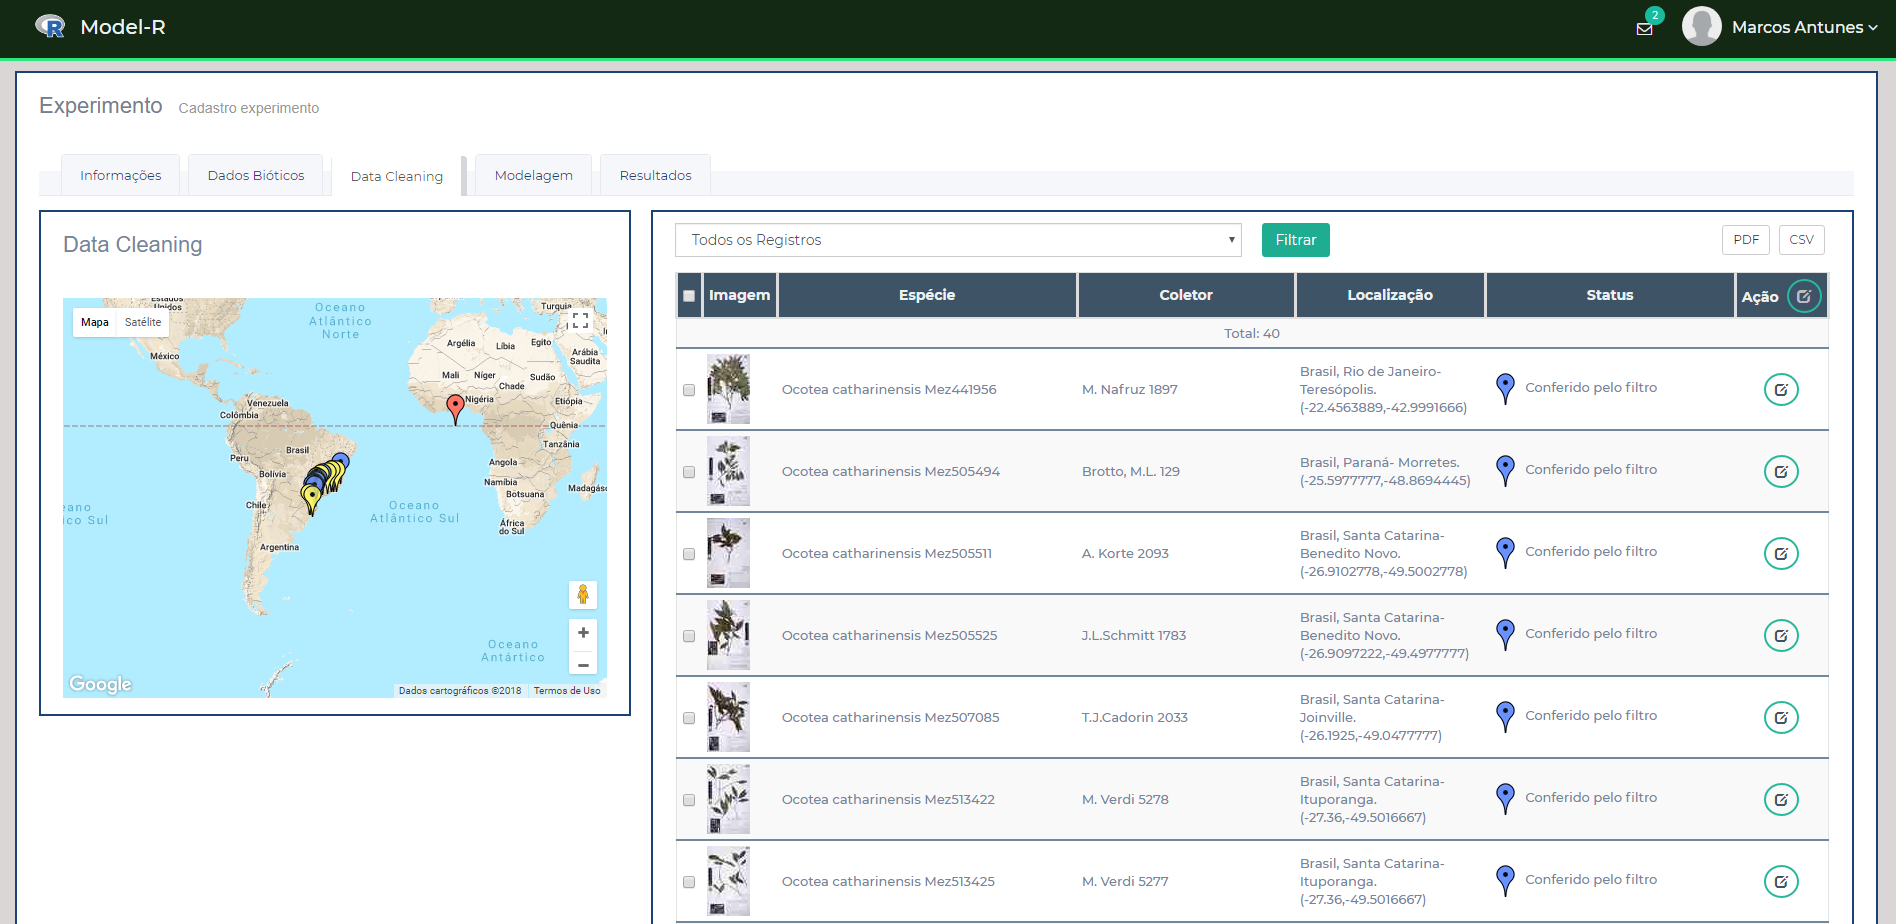 Model-R
2
Marcos Antunes
Experimento Cadastro experimento
Informações
Dados Bióticos
Data Cleaning
Modelagem
Resultados
Data Cleaning
Mapa
Satélite
Estados
Unidos
Oceano
Atlântico
Norte
Turquia
México
Argélia
Líbia
Egito
Arábia
Saudita
Mali
Níger
Chade
Sudão
Nigéria
Etiópia
Venezuela
Colômbia
Quênia
Tanzânia
Brasil
Peru
Bolívia
Angola
Namíbia
Botsuana
Madagasc
Chile
Oceano
Atlântico Sul
eano
ico Sul
África
do Sul
Argentina
Oceano
Antártico
Google
Dados cartográficos ©2018
Termos de Uso
Todos os Registros
Filtrar
PDF
CSV
Imagem
Espécie
Coletor
Localização
Status
Ação
Total: 40
Ocotea catharinensis Mez441956
M. Nafruz 1897
Brasil, Rio de Janeiro-
Teresópolis.
(-22.4563889,-42.9991666)
Conferido pelo filtro
Ocotea catharinensis Mez505494
Brotto, M.L. 129
Brasil, Paraná- Morretes.
(-25.5977777,-48.8694445)
Conferido pelo filtro
Ocotea catharinensis Mez505511
A. Korte 2093
Brasil, Santa Catarina-
Benedito Novo.
(-26.9102778,-49.5002778)
Conferido pelo filtro
Ocotea catharinensis Mez505525
J.L.Schmitt 1783
Brasil, Santa Catarina-
Benedito Novo.
(-26.9097222,-49.4977777)
Conferido pelo filtro
Ocotea catharinensis Mez507085
T.J.Cadorin 2033
Brasil, Santa Catarina-
Joinville.
(-26.1925,-49.0477777)
Conferido pelo filtro
Ocotea catharinensis Mez513422
M. Verdi 5278
Brasil, Santa Catarina-
Ituporanga.
(-27.36,-49.5016667)
Conferido pelo filtro
Ocotea catharinensis Mez513425
M. Verdi 5277
Brasil, Santa Catarina-
Ituporanga.
(-27.36,-49.5016667)
Conferido pelo filtro